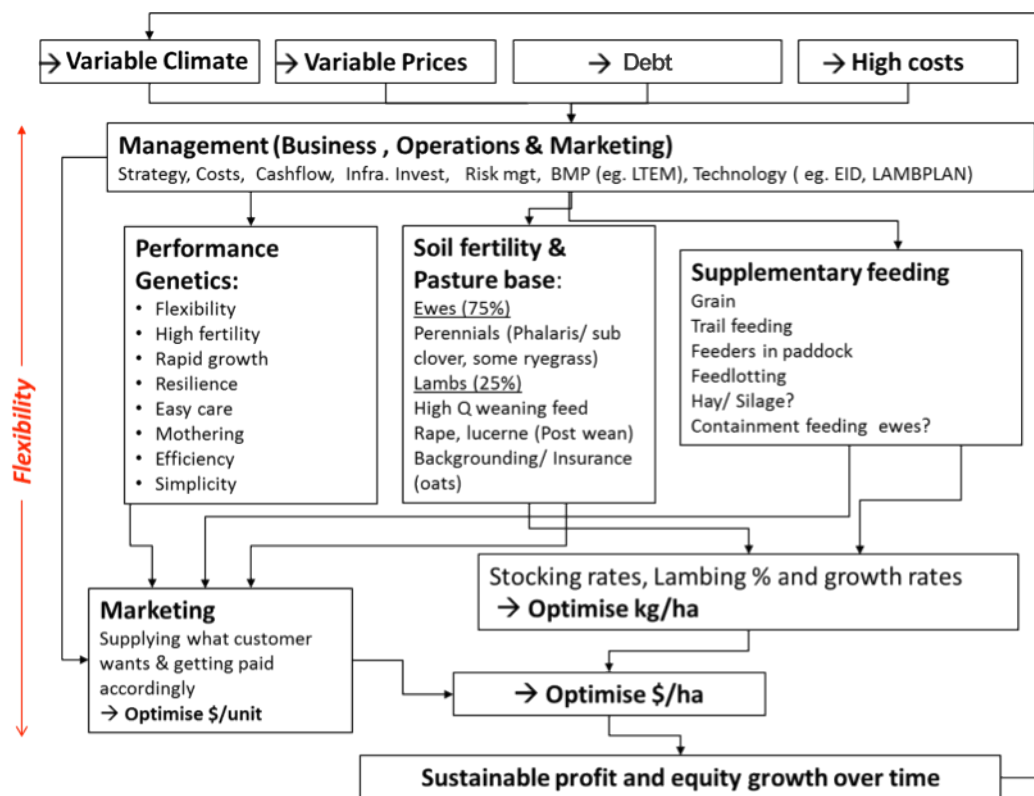 → Variable Climate
→ Variable Prices
→ Debt
→ High costs
Flexibility
Management (Business , Operations & Marketing)
Strategy, Costs, Cashflow, Infra. Invest, Risk mgt, BMP (eg. LTEM), Technology ( eg. EID, LAMBPLAN)
Performance
Genetics:
• Flexibility
• High fertility
• Rapid growth
• Resilience
• Easy care
• Mothering
• Efficiency
• Simplicity
Soil fertility &
Pasture base:
Ewes (75%)
Perennials (Phalaris/ sub
clover, some ryegrass)
Lambs (25%)
High Q weaning feed
Rape, lucerne (Post wean)
Backgrounding/ Insurance
(oats)
Supplementary feeding
Grain
Trail feeding
Feeders in paddock
Feedlotting
Hay/ Silage?
Containment feeding ewes?
Marketing
Supplying what customer
wants & getting paid
accordingly
→ Optimise $/unit
Stocking rates, Lambing % and growth rates
→ Optimise kg/ha
→ Optimise $/ha
Sustainable profit and equity growth over time